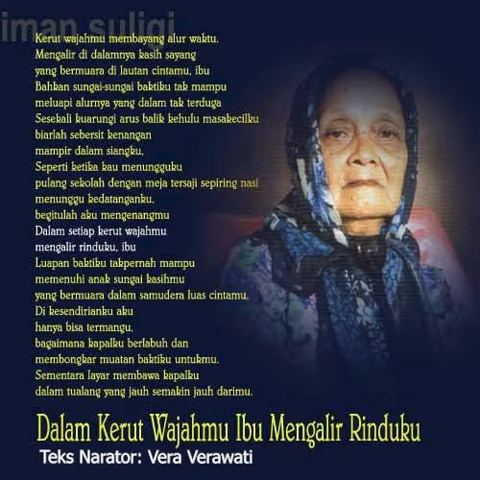 iman suligi
Kerut wajahmu membayang alur waktu.
Mengalir di dalamnya kasih sayang
yang bermuara di lautan cintamu, ibu
Bahkan sungai-sungai baktiku tak mampu
meluapi alurnya yang dalam tak terduga
Sesekali kuarungi arus balik kehulu masakecilku
biarlah sebersit kenangan
mampir dalam siangku,
Seperti ketika kau menungguku
pulang sekolah dengan meja tersaji sepiring nasi
menunggu kedatanganku,
begitulah aku mengenangmu
Dalam setiap kerut wajahmu
mengalir rinduku, ibu
Luapan baktiku takpernah mampu
memenuhi anak sungai kasihmu
yang bermuara dalam samudera luas cintamu.
Di kesendirianku aku
hanya bisa termangu,
bagaimana kapalku berlabuh dan
membongkar muatan baktiku untukmu.
Sementara layar membawa kapalku
dalam tualang yang jauh semakin jauh darimu.
Dalam Kerut Wajahmu Ibu Mengalir Rinduku
Teks Narator: Vera Verawati